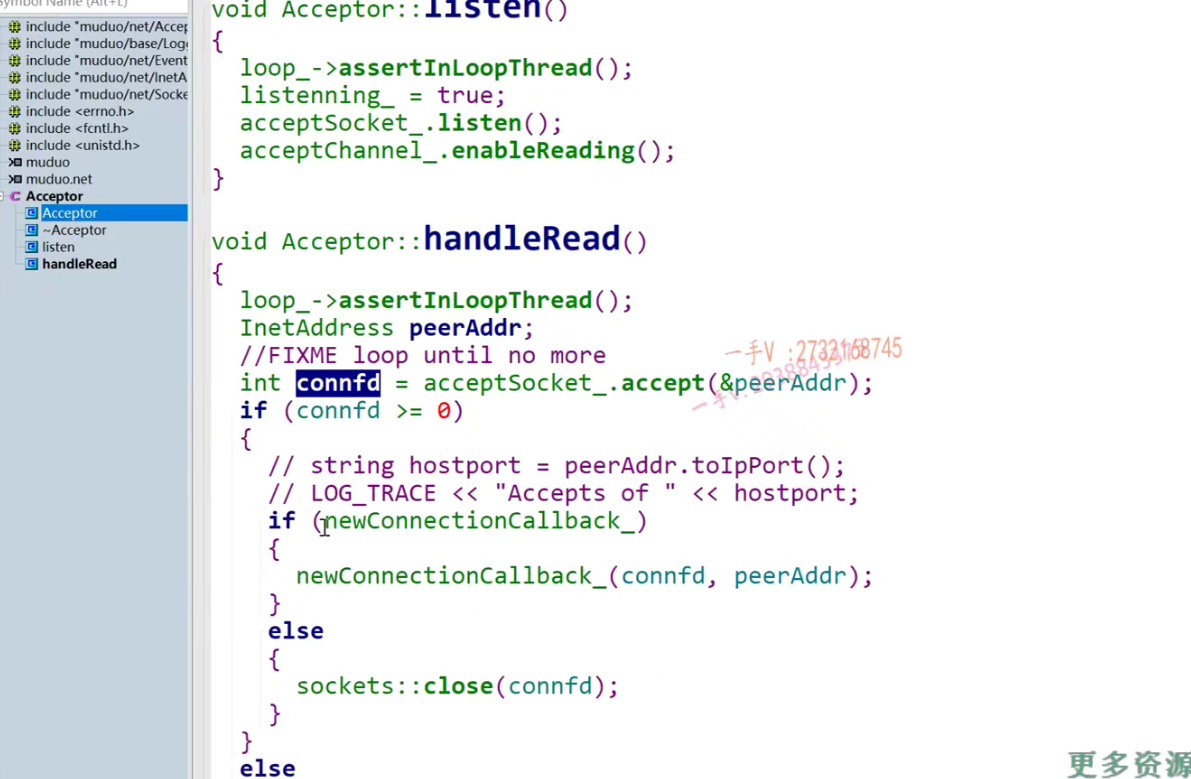 Symbol Name (Alt+L)
include "muduo/net/Accep
include "muduo/base/Logg
include "muduo/net/Event
include "muduo/net/InetA
include "muduo/net/Socke
include <errno.h>
include <fcntl.h>
include <unistd.h>
muduo
muduo.net
Acceptor
Acceptor
~Acceptor
listen
handleRead
void Acceptor::listen()
{
loop_->assertInLoopThread();
listenning_ = true;
acceptSocket_.listen();
acceptChannel_.enableReading();
}
void Acceptor::handleRead()
{
loop_->assertInLoopThread();
InetAddress peerAddr;
//FIXME loop until no more
int connfd = acceptSocket_.accept(&peerAddr);
if (connfd >= 0)
{
// string hostport = peerAddr.toIpPort();
// LOG_TRACE << "Accepts of " << hostport;
if (newConnectionCallback_)
{
newConnectionCallback_(connfd, peerAddr);
}
else
{
sockets::close(connfd);
}
}
else
一手V :2732168745
一手V:
更多资源